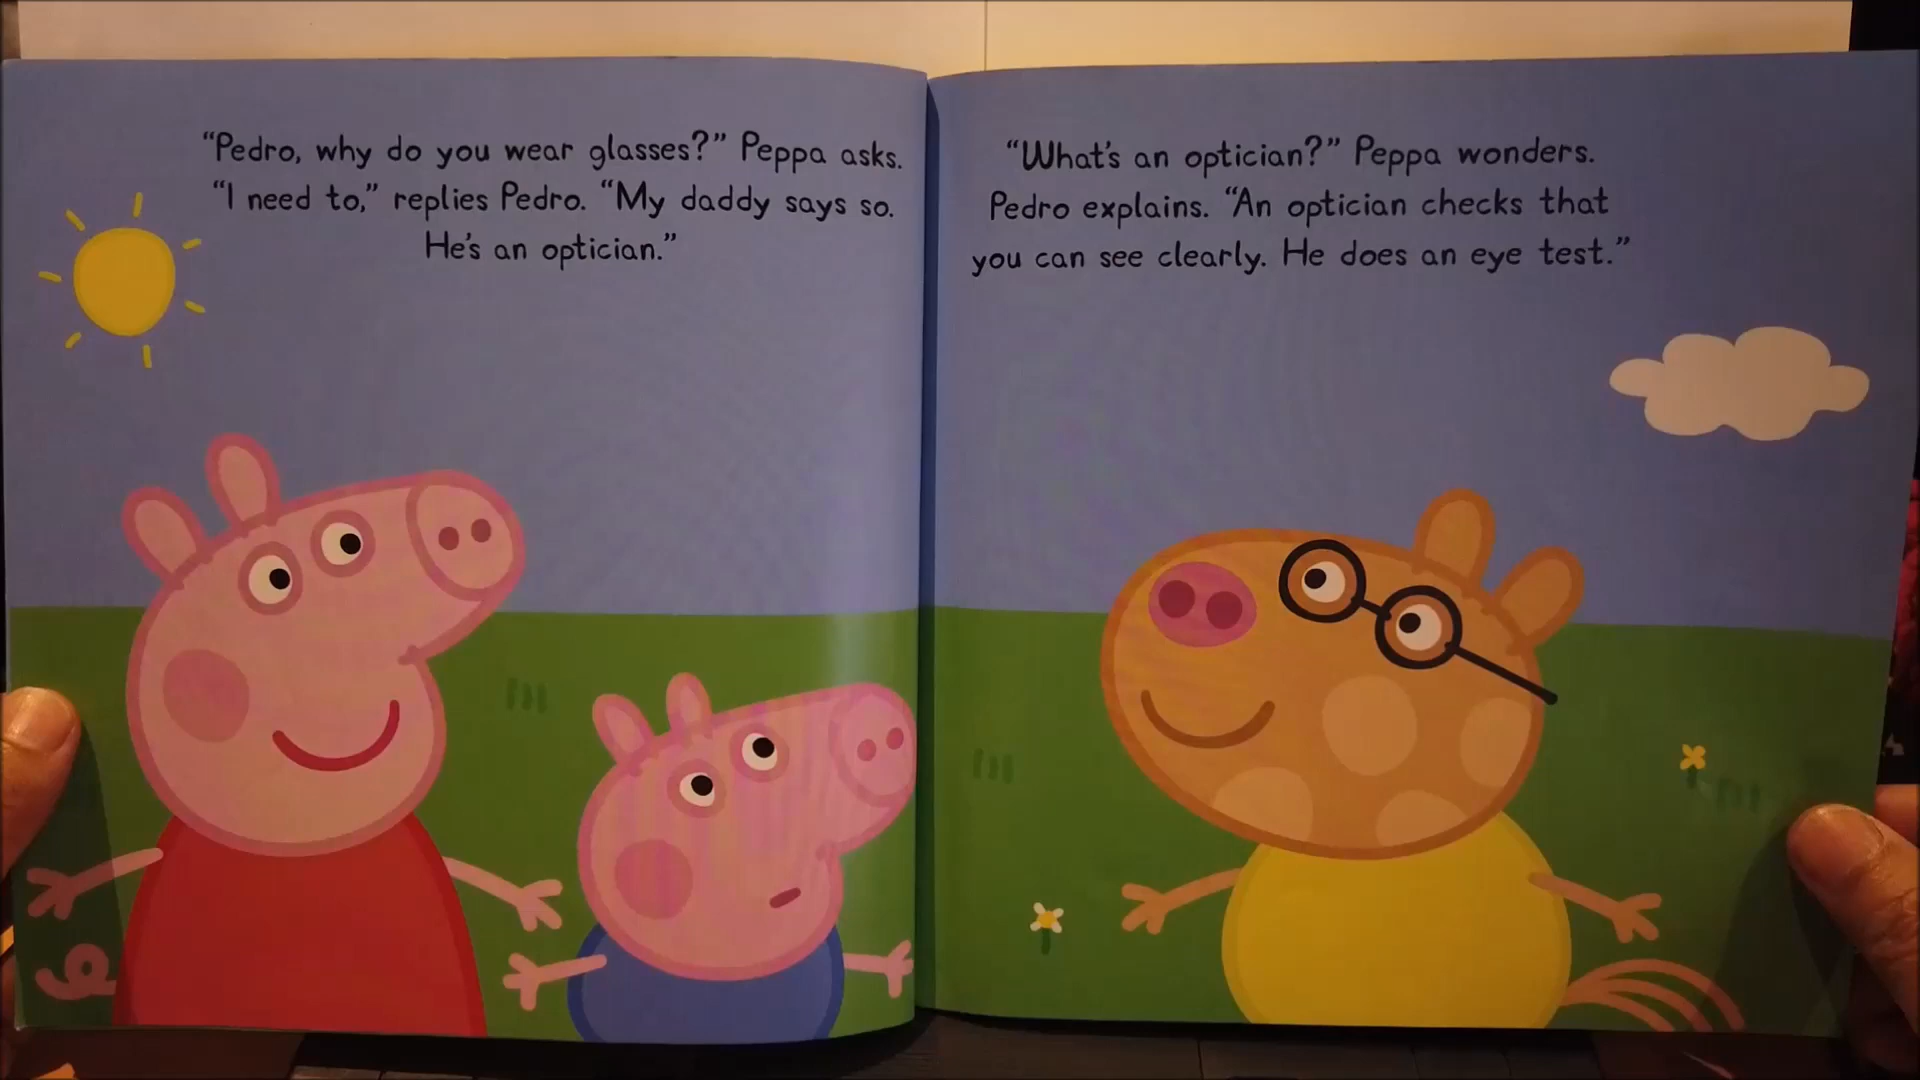 “Pedro, why do you wear glasses?” Peppa asks.
“I need to,” replies Pedro. “My daddy says so.
He’s an optician.”
“What’s an optician?” Peppa wonders.
Pedro explains. “An optician checks that
you can see clearly. He does an eye test.”